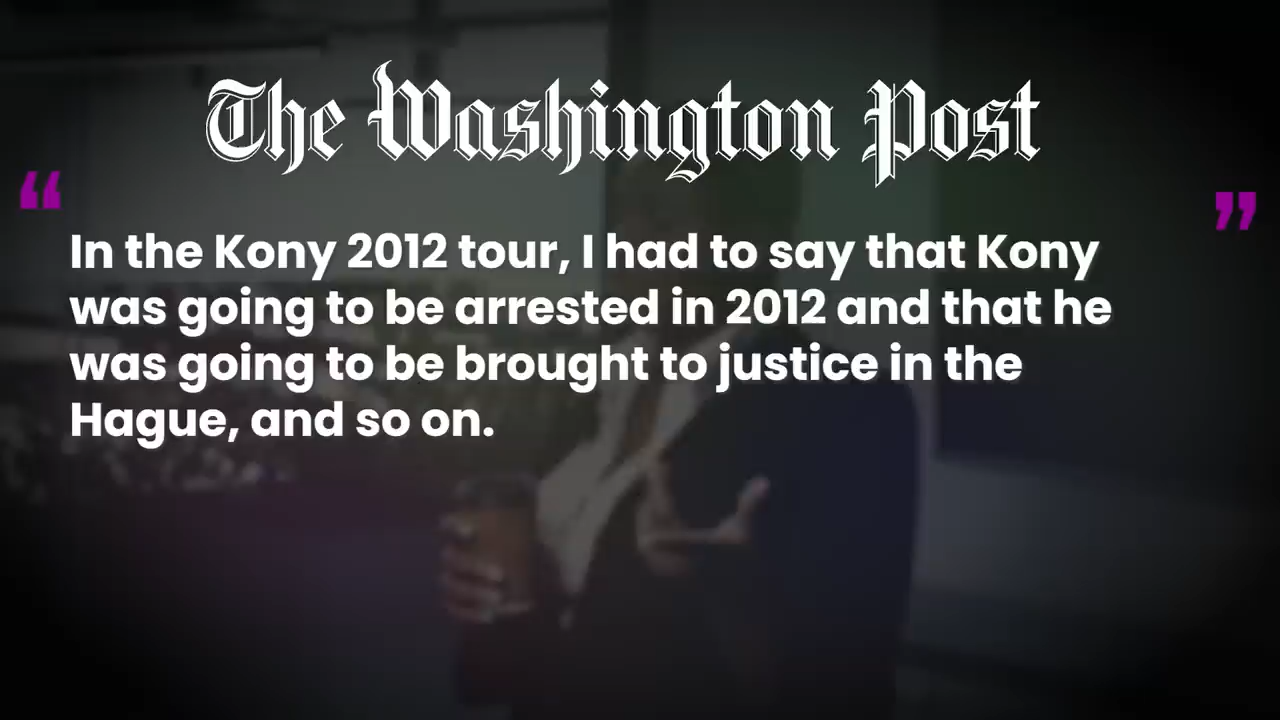 The Washington Post
“ ”
In the Kony 2012 tour, I had to say that Kony
was going to be arrested in 2012 and that he
was going to be brought to justice in the
Hague, and so on.